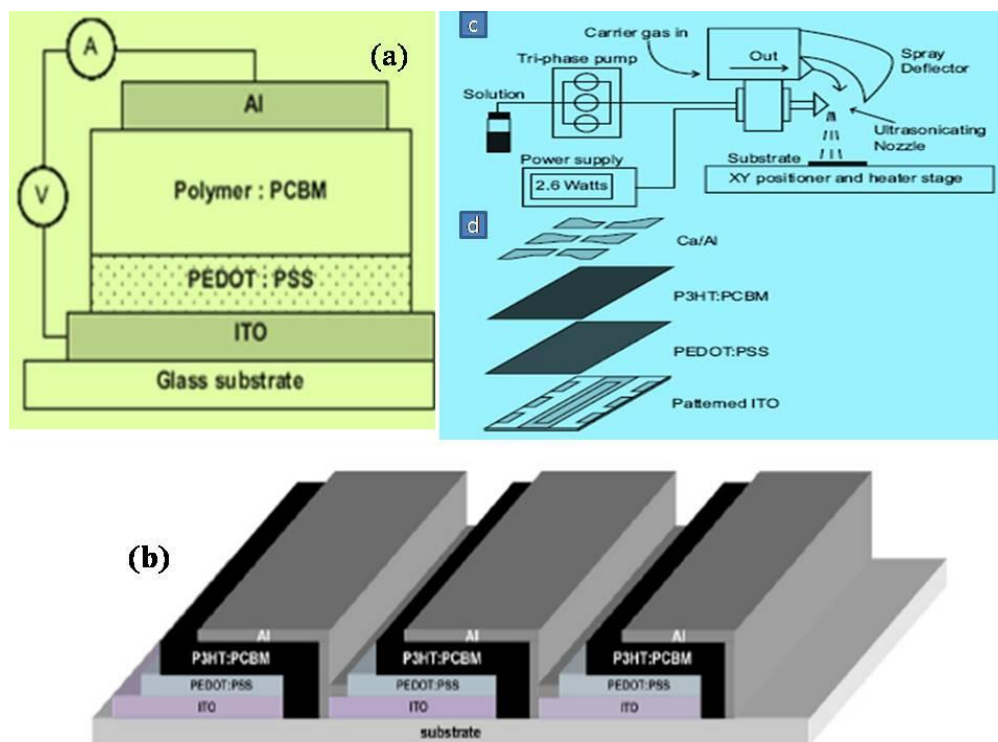 (a)
A
V
Al
Polymer : PCBM
PEDOT : PSS
ITO
Glass substrate
c
Carrier gas in
Tri-phase pump
Solution
Out
Spray
Deflector
Ultrasonicating
Nozzle
Power supply
2.6 Watts
Substrate
XY positioner and heater stage
d
Ca/Al
P3HT:PCBM
PEDOT:PSS
Patterned ITO
(b)
Al
Al
Al
P3HT:PCBM
P3HT:PCBM
P3HT:PCBM
PEDOT:PSS
PEDOT:PSS
PEDOT:PSS
ITO
ITO
ITO
substrate